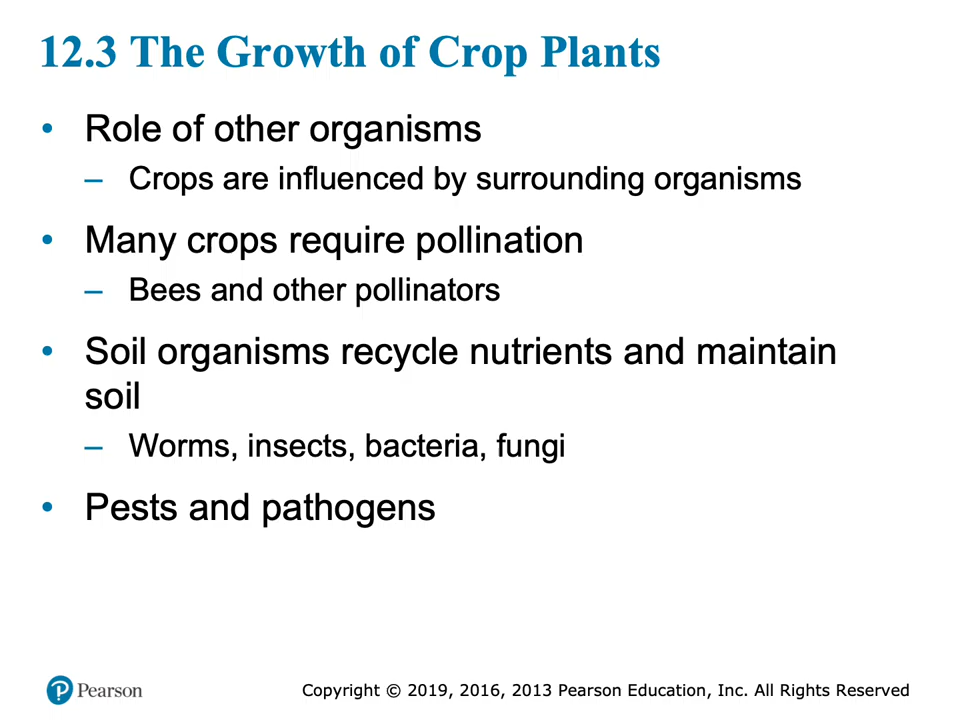 12.3 The Growth of Crop Plants
• Role of other organisms
– Crops are influenced by surrounding organisms
• Many crops require pollination
– Bees and other pollinators
• Soil organisms recycle nutrients and maintain
soil
– Worms, insects, bacteria, fungi
• Pests and pathogens
P Pearson
Copyright © 2019, 2016, 2013 Pearson Education, Inc. All Rights Reserved